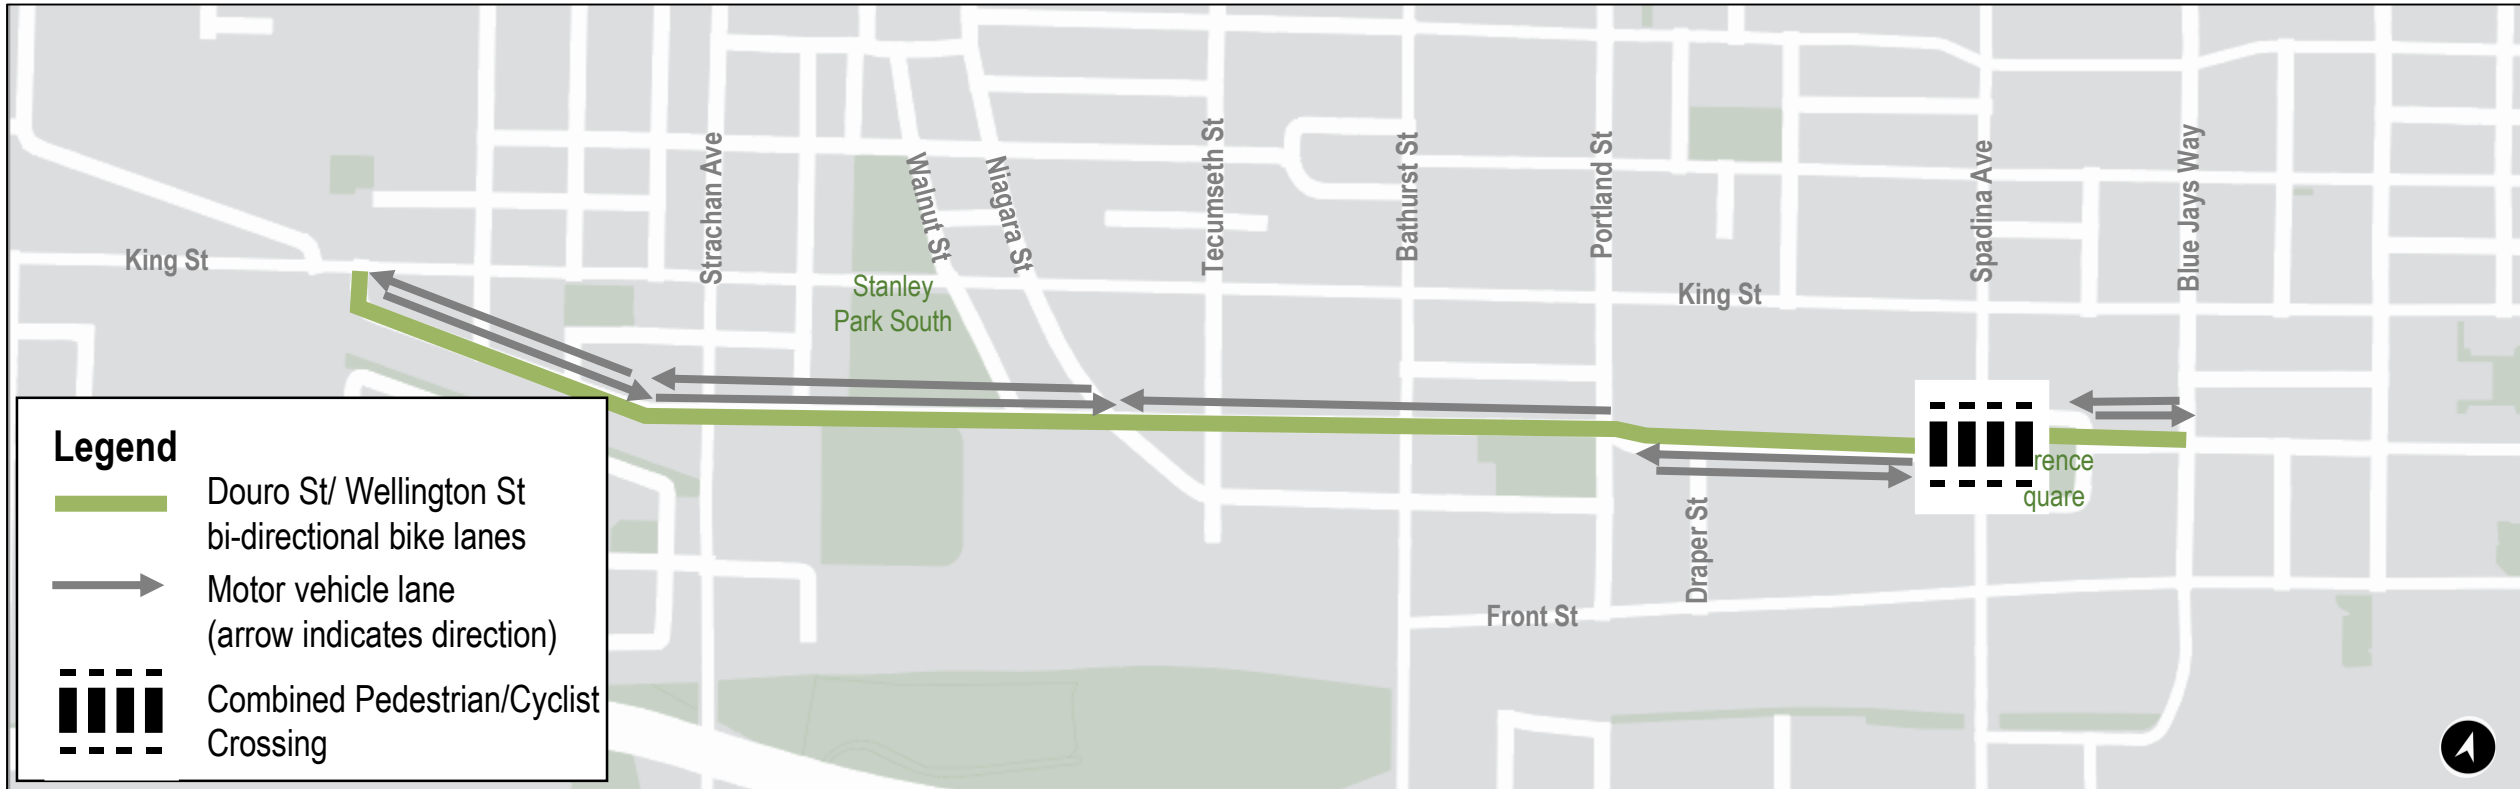 Strachan Ave
Walnut St
Niagara St
Tecumseth St
Bathurst St
Portland St
Spadina Ave
Blue Jays Way
King St
Stanley
Park South
King St
rence
quare
Draper St
Front St
Legend
Douro St/ Wellington St
bi-directional bike lanes
Motor vehicle lane
(arrow indicates direction)
Combined Pedestrian/Cyclist
Crossing